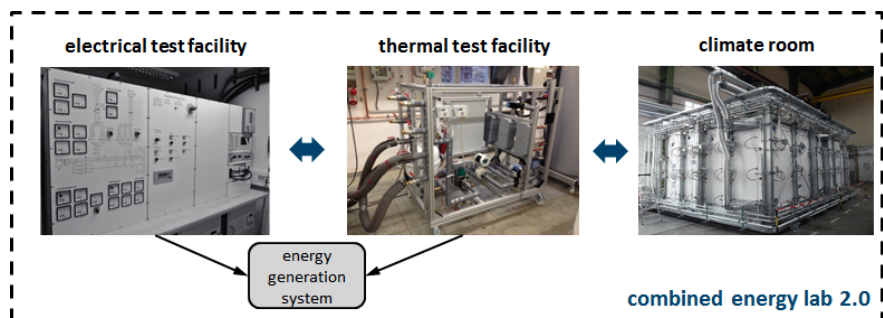 electrical test facility
thermal test facility
climate room
energy
generation
system
combined energy lab 2.0